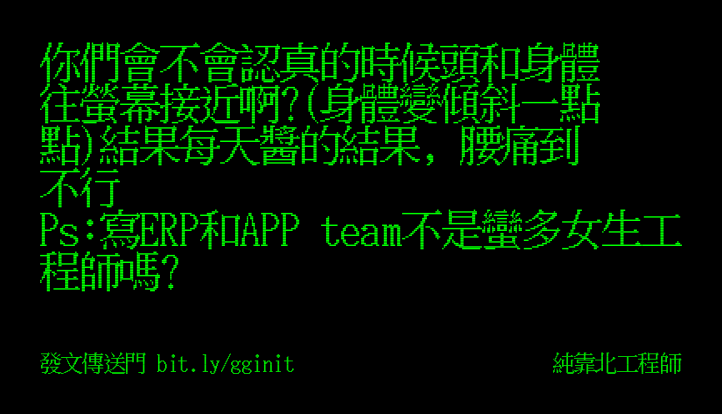 你們會不會認真的時候頭和身體
往螢幕接近啊?(身體變傾斜一點
點)結果每天醬的結果, 腰痛到
不行
Ps:寫ERP和APP team不是蠻多女生工
程師嗎?
發文傳送門 bit.ly/gginit
純靠北工程師